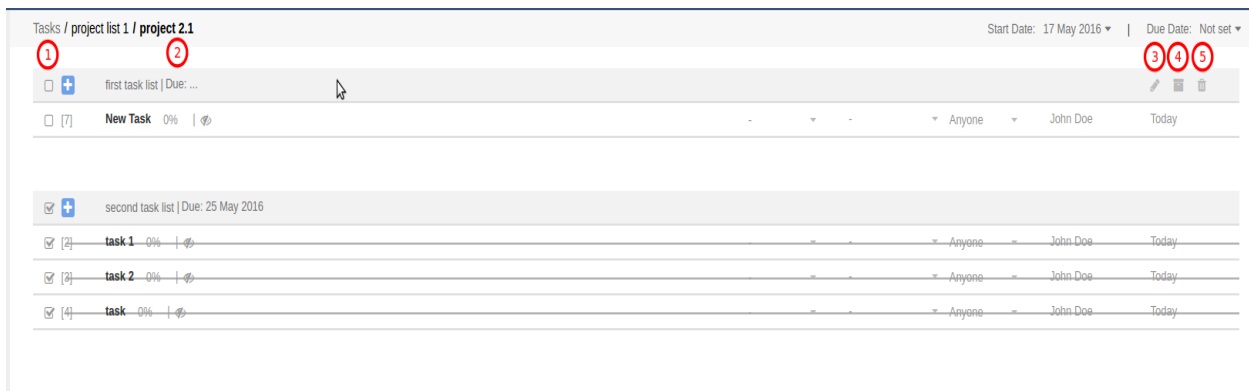 Tasks / project list 1 / project 2.1 Start Date: 17 May 2016 | Due Date: Not set
1 2 3 4 5
first task list | Due: ...
[7] New Task 0% | - - Anyone John Doe Today
second task list | Due: 25 May 2016
[2] task 1 0% | - - Anyone John Doe Today
[3] task 2 0% | - - Anyone John Doe Today
[4] task 0% | - - Anyone John Doe Today